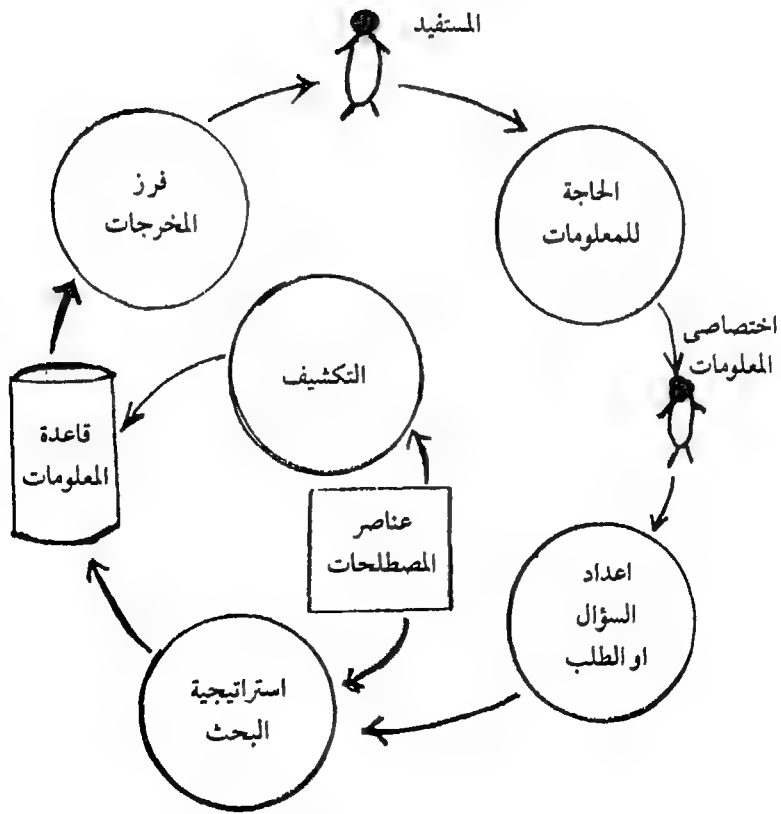 المستفيد
الحاجة
للمعلومات
اختصاصى
المعلومات
اعداد
السؤال
او الطلب
استراتيجية
البحث
عناصر
المصطلحات
التكشيف
قاعدة
المعلومات
فرز
المخرجات